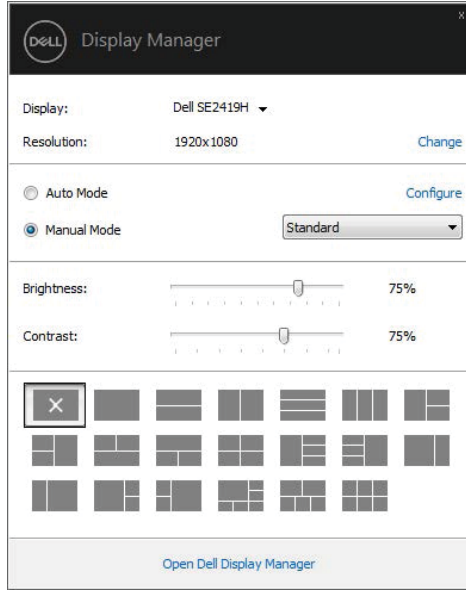 x
DELL Display Manager
Display: Dell SE2419H
Resolution: 1920x1080 Change
Auto Mode Configure
Manual Mode Standard
Brightness: 75%
Contrast: 75%
Open Dell Display Manager